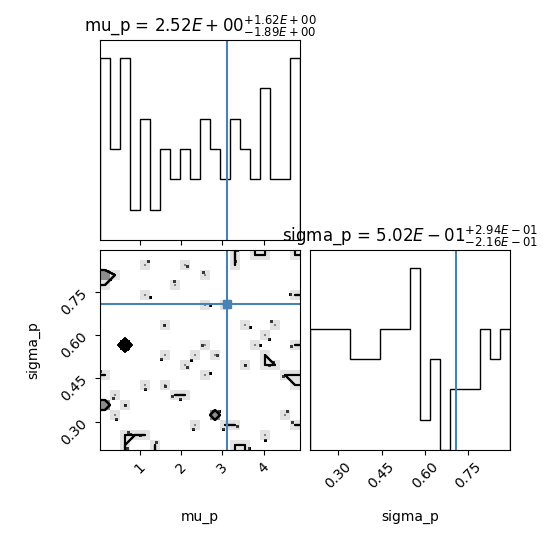 mu_p = 2.52E + 00 +1.62E+00 −1.89E+00
sigma_p = 5.02E − 01 +2.94E−01 −2.16E−01
0.75
0.60
0.45
0.30
sigma_p
1 2 3 4
0.30 0.45 0.60 0.75
mu_p
sigma_p